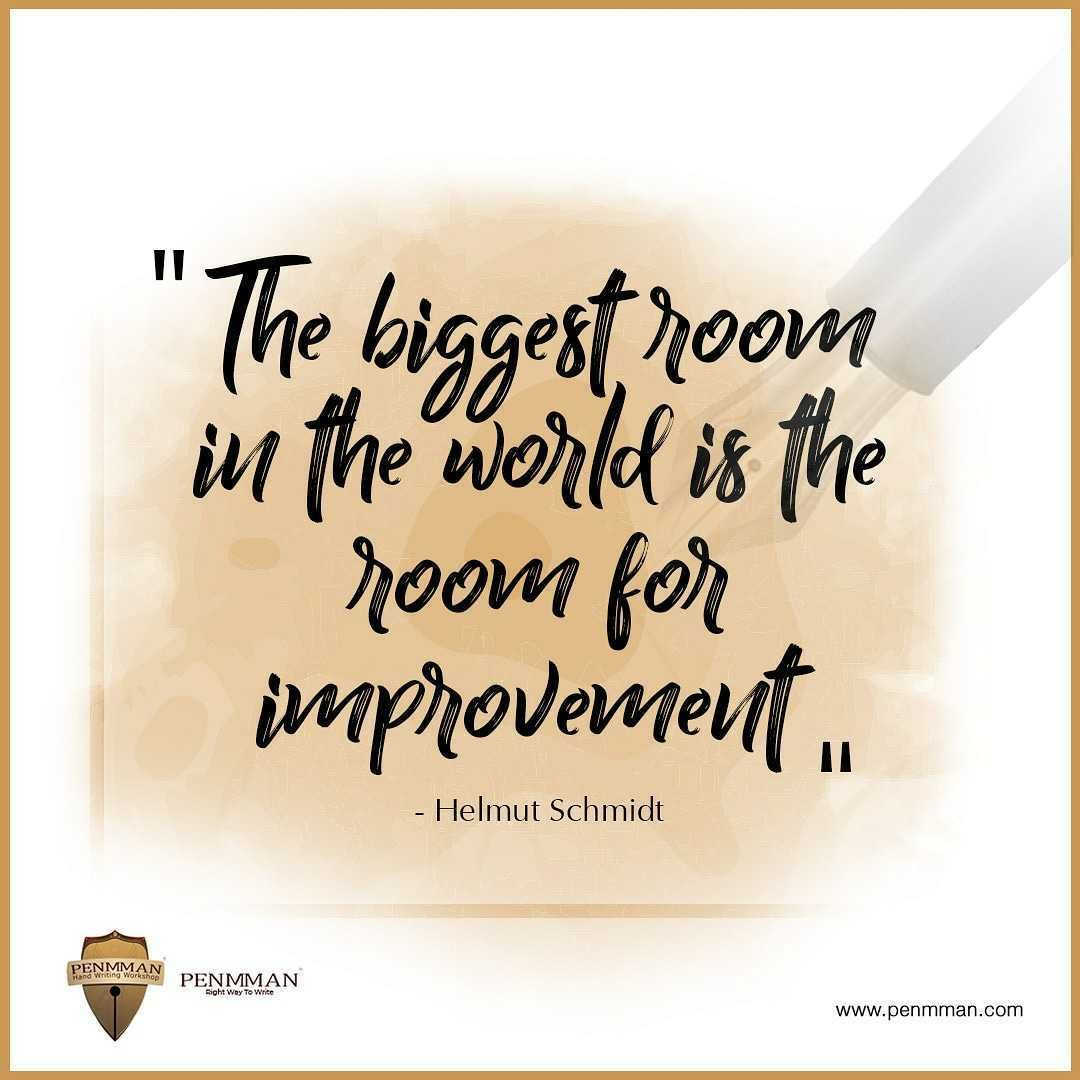 "The biggest room
in the world is the
room for
improvement"
- Helmut Schmidt
PENMMAN
Hand Writing Workshop
PENMMAN
Right Way To Write
www.penmman.com